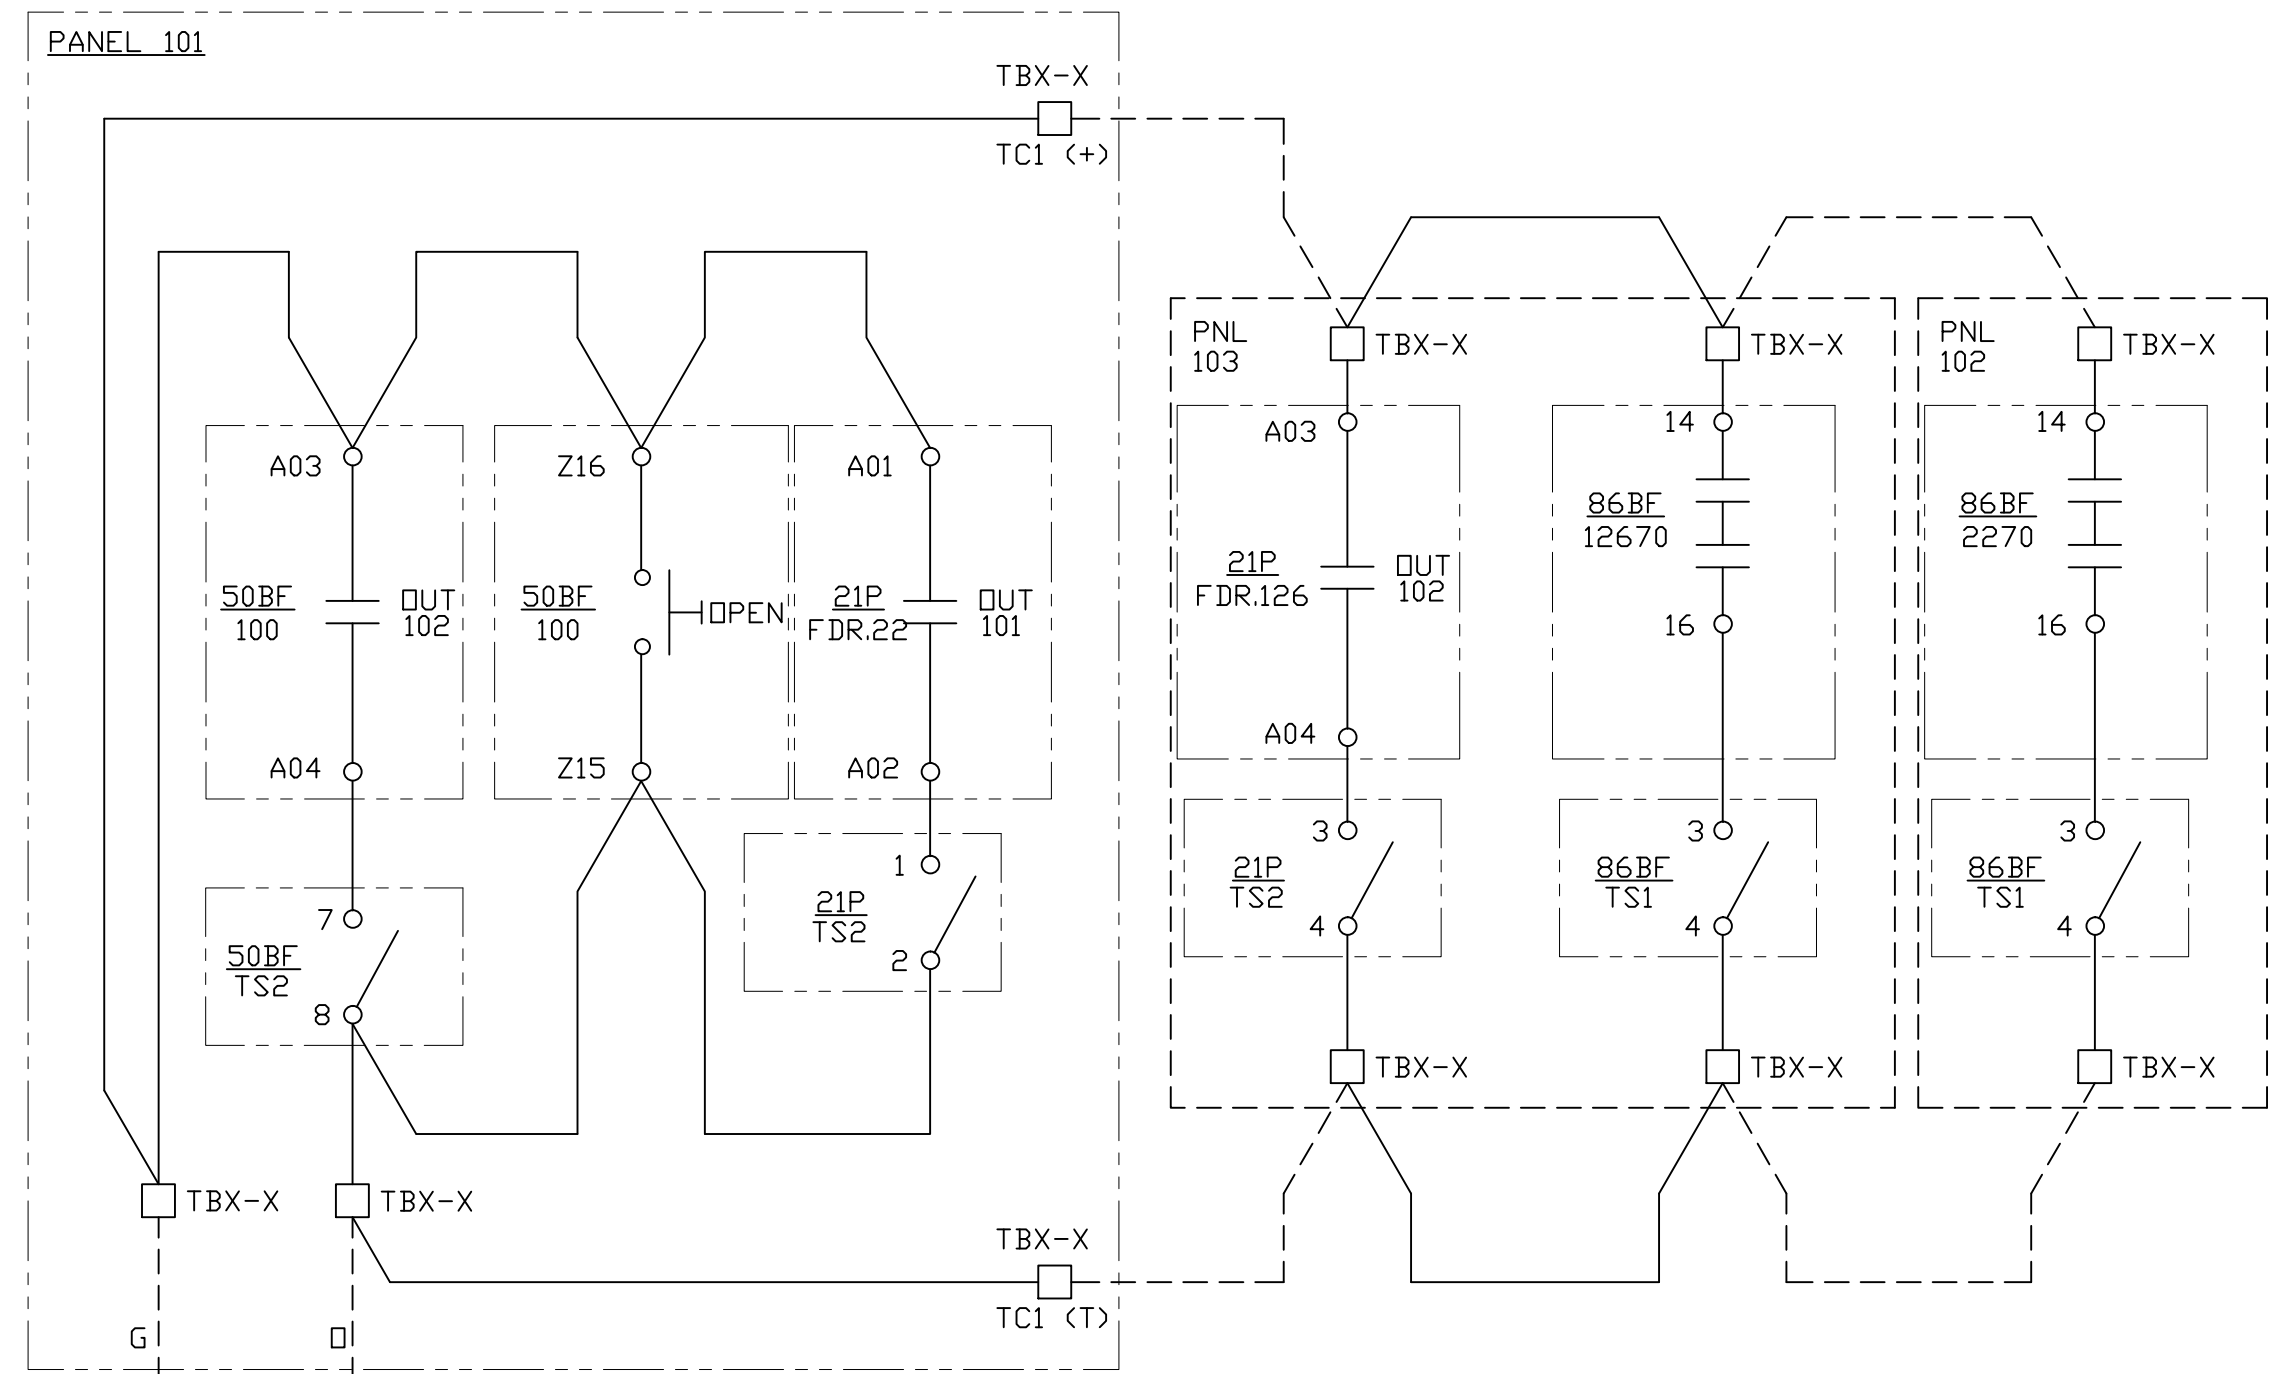 PANEL 101
TBX-X
TC1 (+)
PNL
103
TBX-X
TBX-X
PNL
102
TBX-X
A03
14
14
A03
Z16
A01
86BF
12670
86BF
2270
21P
FDR.126
OUT
102
50BF
100
OUT
102
50BF
100
OPEN
21P
FDR.22
OUT
101
16
16
A04
A04
Z15
A02
3
3
3
1
21P
TS2
86BF
TS1
86BF
TS1
21P
TS2
7
4
4
4
50BF
TS2
2
8
TBX-X
TBX-X
TBX-X
TBX-X
TBX-X
TBX-X
TC1 (T)
G
O